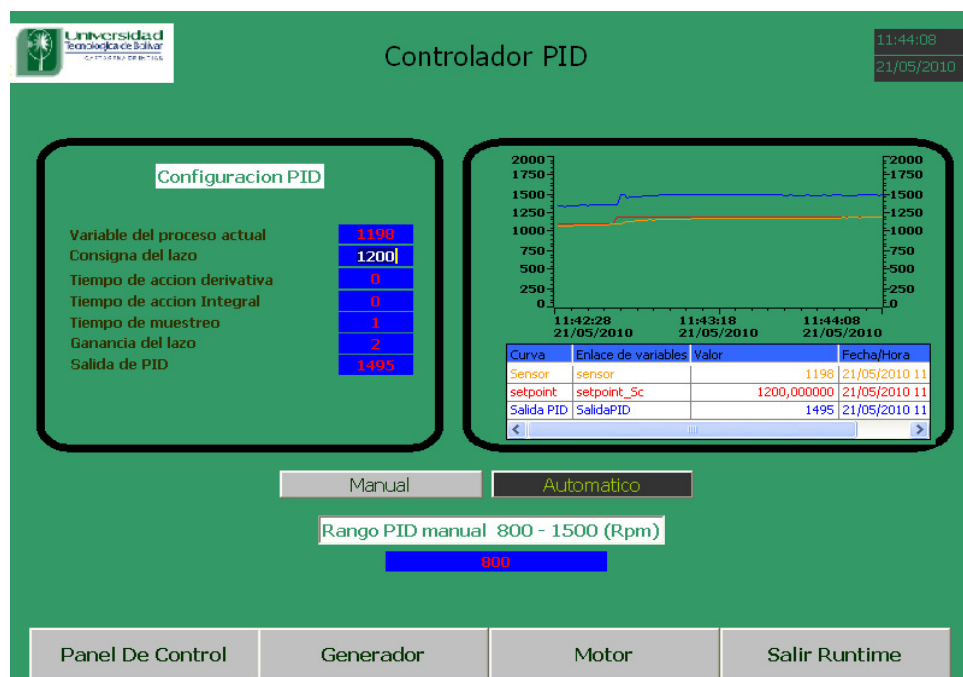 Universidad
Tecnologica de Bolivar
CARTAGENA DE INDIAS
Controlador PID
11:44:08
21/05/2010
Configuracion PID
Variable del proceso actual 1198
Consigna del lazo 1200
Tiempo de accion derivativa 0
Tiempo de accion Integral 0
Tiempo de muestreo 1
Ganancia del lazo 2
Salida de PID 1495
2000 2000
1750 1750
1500 1500
1250 1250
1000 1000
750 750
500 500
250 250
0 0
11:42:28 11:43:18 11:44:08
21/05/2010 21/05/2010 21/05/2010
Curva Enlace de variables Valor Fecha/Hora
Sensor sensor 1198 21/05/2010 11
setpoint setpoint_Sc 1200,000000 21/05/2010 11
Salida PID SalidaPID 1495 21/05/2010 11
Manual Automatico
Rango PID manual 800 - 1500 (Rpm)
800
Panel De Control Generador Motor Salir Runtime